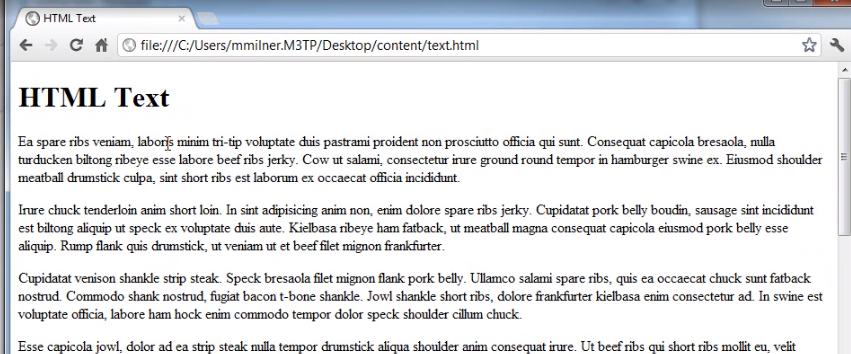 HTML Text
file:///C:/Users/mmilner.M3TP/Desktop/content/text.html
HTML Text
Ea spare ribs veniam, laboris minim tri-tip voluptate duis pastrami proident non prosciutto officia qui sunt. Consequat capicola bresaola, nulla
turducken biltong ribeye esse labore beef ribs jerky. Cow ut salami, consectetur irure ground round tempor in hamburger swine ex. Eiusmod shoulder
meatball drumstick culpa, sint short ribs est laborum ex occaecat officia incididunt.
Irure chuck tenderloin anim short loin. In sint adipisicing anim non, enim dolore spare ribs jerky. Cupidatat pork belly boudin, sausage sint incididunt
est biltong aliquip ut speck ex voluptate duis aute. Kielbasa ribeye ham fatback, ut meatball magna consequat capicola eiusmod pork belly esse
aliquip. Rump flank quis drumstick, ut veniam ut et beef filet mignon frankfurter.
Cupidatat venison shankle strip steak. Speck bresaola filet mignon flank pork belly. Ullamco salami spare ribs, quis ea occaecat chuck sunt fatback
nostrud. Commodo shank nostrud, fugiat bacon t-bone shankle. Jowl shankle short ribs, dolore frankfurter kielbasa enim consectetur ad. In swine est
voluptate officia, labore ham hock enim commodo tempor dolor speck shoulder cillum chuck.
Esse capicola jowl, dolor ad ea strip steak nulla tempor drumstick aliqua shoulder anim consequat irure. Ut beef ribs qui short ribs mollit eu, velit